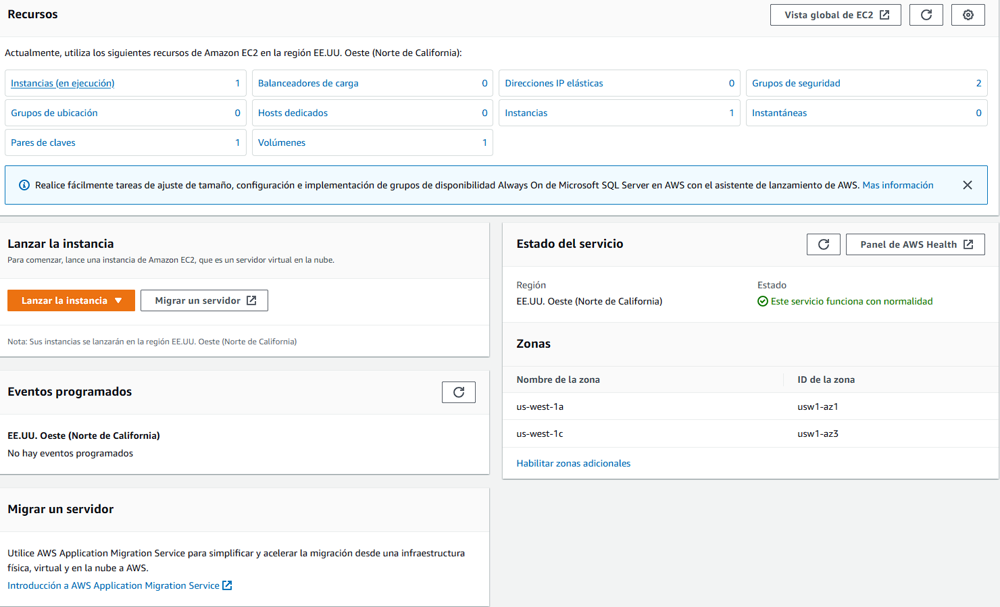 Recursos
Vista global de EC2
Actualmente, utiliza los siguientes recursos de Amazon EC2 en la región EE.UU. Oeste (Norte de California):
Instancias (en ejecución) 1
Balanceadores de carga 0
Direcciones IP elásticas 0
Grupos de seguridad 2
Grupos de ubicación 0
Hosts dedicados 0
Instancias 1
Instantáneas 0
Pares de claves 1
Volúmenes 1
Realice fácilmente tareas de ajuste de tamaño, configuración e implementación de grupos de disponibilidad Always On de Microsoft SQL Server en AWS con el asistente de lanzamiento de AWS. Mas información
Lanzar la instancia
Para comenzar, lance una instancia de Amazon EC2, que es un servidor virtual en la nube.
Lanzar la instancia
Migrar un servidor
Nota: Sus instancias se lanzarán en la región EE.UU. Oeste (Norte de California)
Eventos programados
EE.UU. Oeste (Norte de California)
No hay eventos programados
Migrar un servidor
Utilice AWS Application Migration Service para simplificar y acelerar la migración desde una infraestructura
física, virtual y en la nube a AWS.
Introducción a AWS Application Migration Service
Estado del servicio
Panel de AWS Health
Región Estado
EE.UU. Oeste (Norte de California) Este servicio funciona con normalidad
Zonas
Nombre de la zona ID de la zona
us-west-1a usw1-az1
us-west-1c usw1-az3
Habilitar zonas adicionales